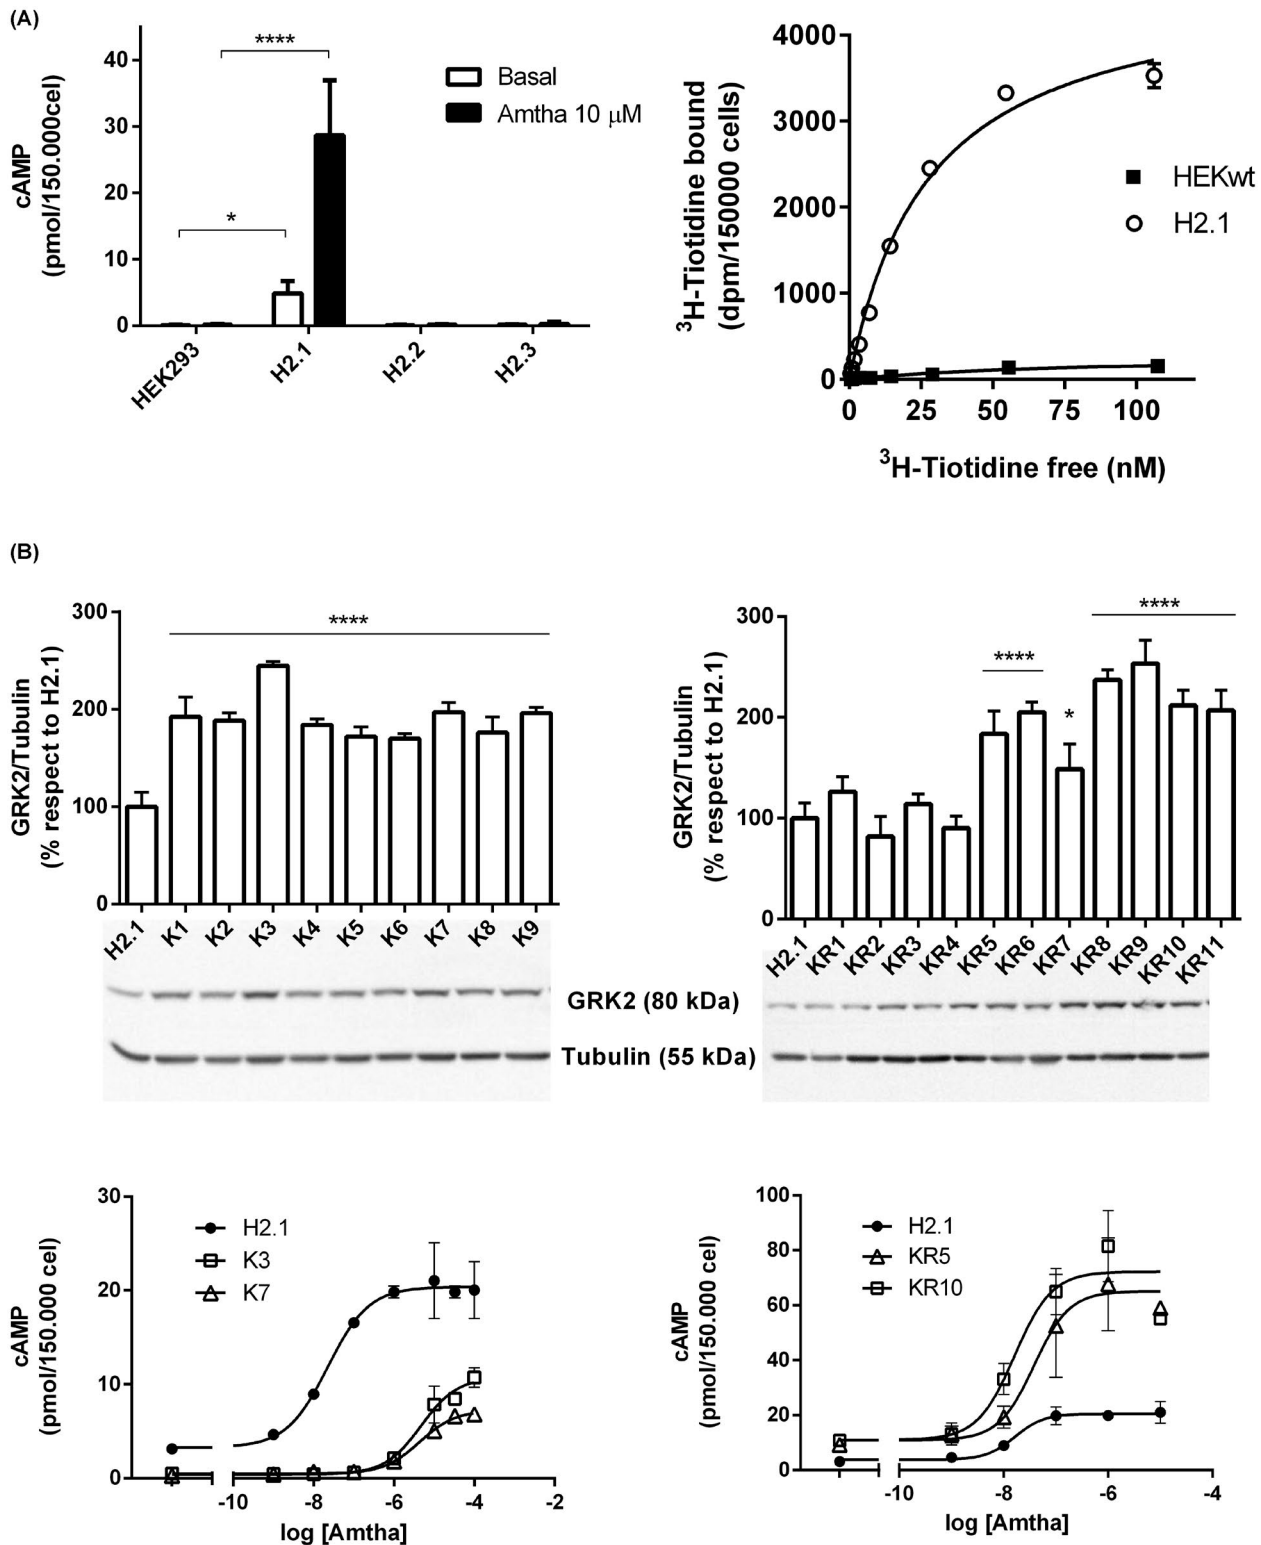 (A)
****
*
Basal
Amtha 10 μM
cAMP
(pmol/150.000cel)
40
30
20
10
0
HEK293
H2.1
H2.2
H2.3
4000
3000
2000
1000
0
³H-Tiotidine bound
(dpm/150000 cells)
HEKwt
H2.1
0 25 50 75 100
³H-Tiotidine free (nM)
(B)
300
200
100
0
GRK2/Tubulin
(% respect to H2.1)
****
H2.1 K1 K2 K3 K4 K5 K6 K7 K8 K9
300
200
100
0
GRK2/Tubulin
(% respect to H2.1)
****
*
****
H2.1 KR1 KR2 KR3 KR4 KR5 KR6 KR7 KR8 KR9 KR10 KR11
GRK2 (80 kDa)
Tubulin (55 kDa)
30
20
10
0
cAMP
(pmol/150.000 cel)
H2.1
K3
K7
-10 -8 -6 -4 -2
log [Amtha]
100
80
60
40
20
0
cAMP
(pmol/150.000 cel)
H2.1
KR5
KR10
-10 -8 -6 -4
log [Amtha]